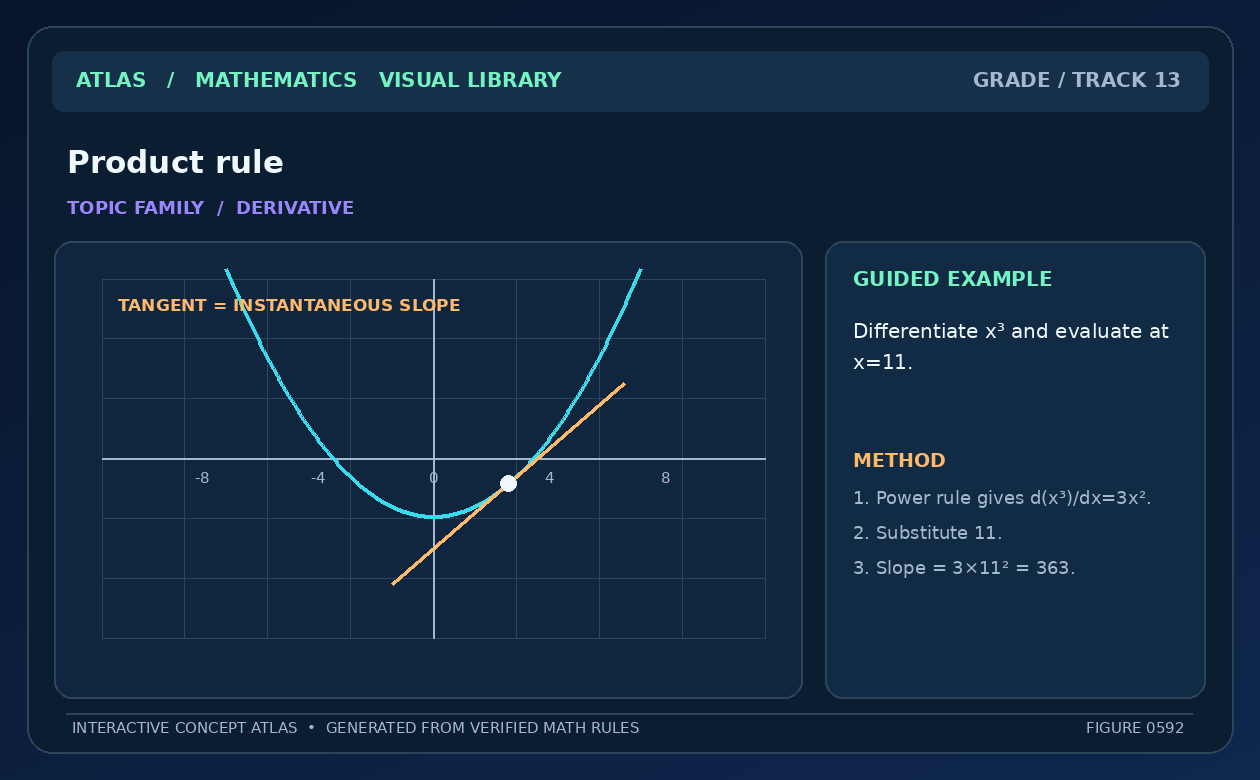 ATLAS / MATHEMATICS VISUAL LIBRARY
GRADE / TRACK 13
Product rule
TOPIC FAMILY / DERIVATIVE
TANGENT = INSTANTANEOUS SLOPE
-8 -4 0 4 8
GUIDED EXAMPLE
Differentiate x³ and evaluate at
x=11.
METHOD
1. Power rule gives d(x³)/dx=3x².
2. Substitute 11.
3. Slope = 3×11² = 363.
INTERACTIVE CONCEPT ATLAS • GENERATED FROM VERIFIED MATH RULES
FIGURE 0592